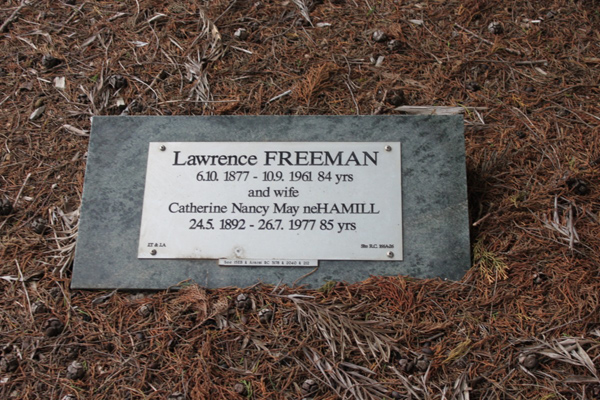 Lawrence FREEMAN
6.10. 1877 - 10.9. 1961 84 yrs
and wife
Catherine Nancy May neHAMILL
24.5. 1892 - 26.7. 1977 85 yrs